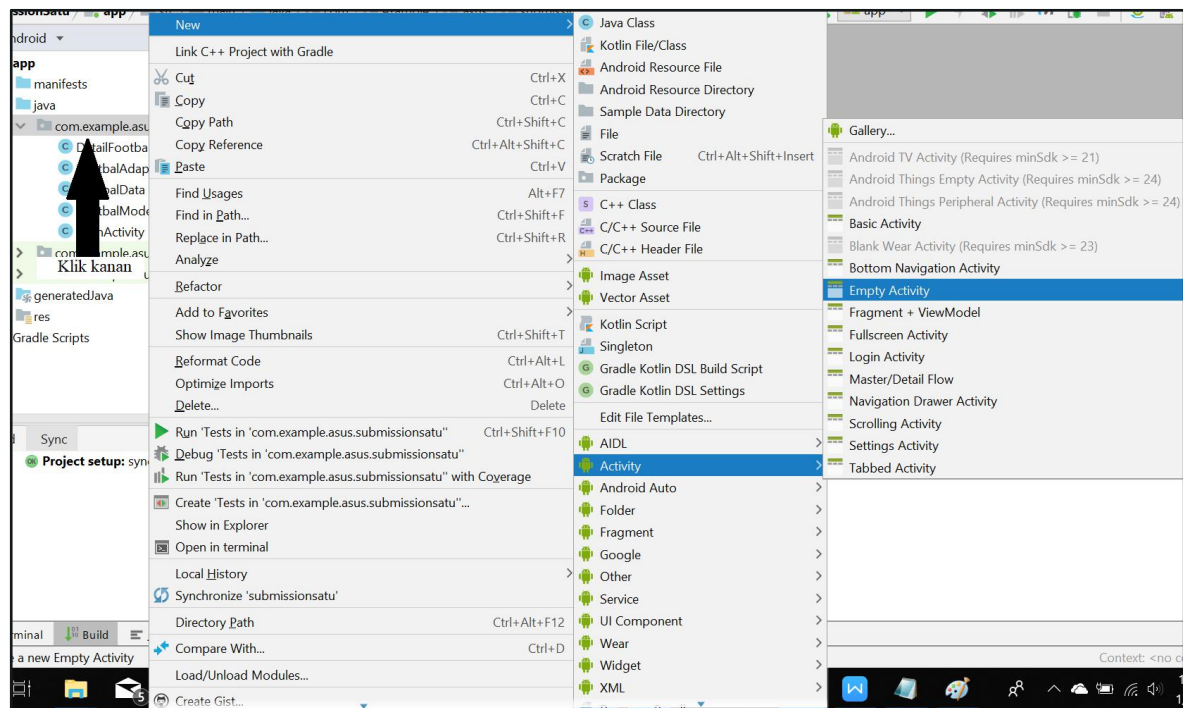 app
New
Link C++ Project with Gradle
Cut Ctrl+X
Copy Ctrl+C
Copy Path Ctrl+Shift+C
Copy Reference Ctrl+Alt+Shift+C
Paste Ctrl+V
Find Usages Alt+F7
Find in Path... Ctrl+Shift+F
Replace in Path... Ctrl+Shift+R
Analyze
Refactor
Add to Favorites
Show Image Thumbnails Ctrl+Shift+T
Reformat Code Ctrl+Alt+L
Optimize Imports Ctrl+Alt+O
Delete... Delete
Run 'Tests in 'com.example.asus.submissionsatu'' Ctrl+Shift+F10
Debug 'Tests in 'com.example.asus.submissionsatu''
Run 'Tests in 'com.example.asus.submissionsatu'' with Coverage
Create 'Tests in 'com.example.asus.submissionsatu''...
Show in Explorer
Open in terminal
Local History
Synchronize 'submissionsatu'
Directory Path Ctrl+Alt+F12
Compare With... Ctrl+D
Load/Unload Modules...
Create Gist...
Java Class
Kotlin File/Class
Android Resource File
Android Resource Directory
Sample Data Directory
File
Scratch File Ctrl+Alt+Shift+Insert
Package
C++ Class
C/C++ Source File
C/C++ Header File
Image Asset
Vector Asset
Kotlin Script
Singleton
Gradle Kotlin DSL Build Script
Gradle Kotlin DSL Settings
Edit File Templates...
AIDL
Activity
Android Auto
Folder
Fragment
Google
Other
Service
UI Component
Wear
Widget
XML
Gallery...
Android TV Activity (Requires minSdk >= 21)
Android Things Empty Activity (Requires minSdk >= 24)
Android Things Peripheral Activity (Requires minSdk >= 24)
Basic Activity
Blank Wear Activity (Requires minSdk >= 23)
Bottom Navigation Activity
Empty Activity
Fragment + ViewModel
Fullscreen Activity
Login Activity
Master/Detail Flow
Navigation Drawer Activity
Scrolling Activity
Settings Activity
Tabbed Activity
app
manifests
java
com.example.asu
Klik kanan
generatedJava
res
Gradle Scripts
Sync
Project setup: syn
Build
a new Empty Activity
Context: <no c
5